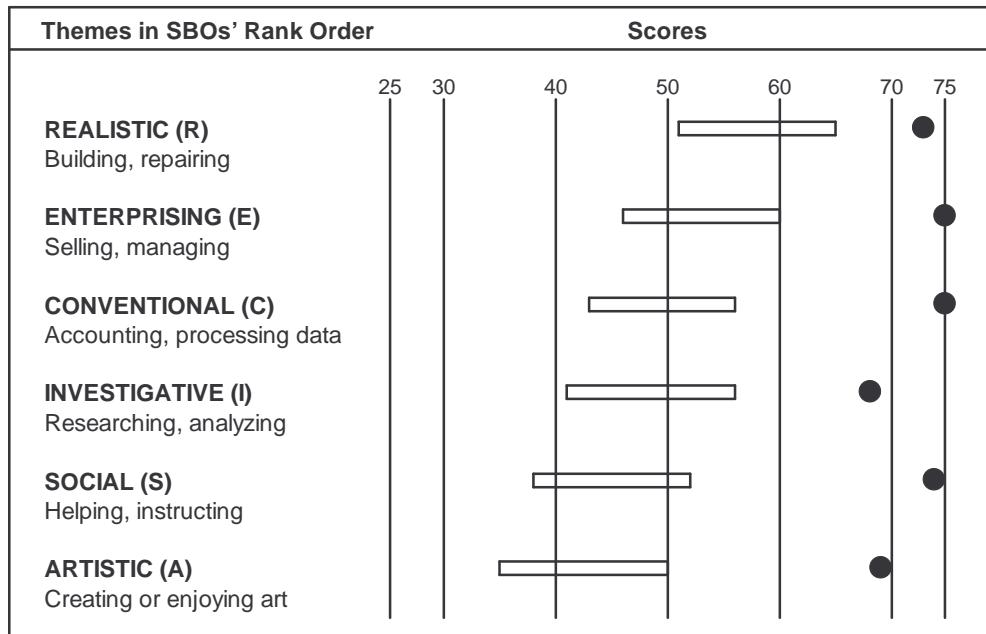 Themes in SBOs’ Rank Order Scores
25 30 40 50 60 70 75
REALISTIC (R)
Building, repairing
ENTERPRISING (E)
Selling, managing
CONVENTIONAL (C)
Accounting, processing data
INVESTIGATIVE (I)
Researching, analyzing
SOCIAL (S)
Helping, instructing
ARTISTIC (A)
Creating or enjoying art